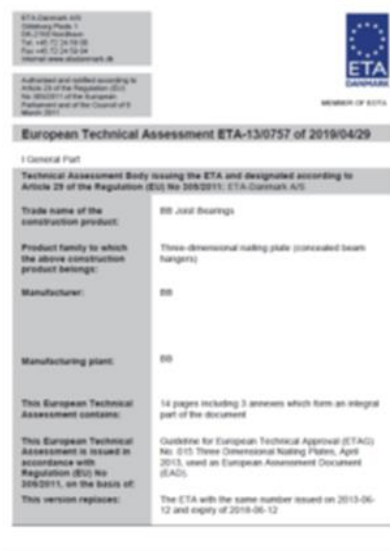 ETA-Danmark A/S
Göteborg Plads 1
DK-2150 Nordhavn
Tel. +45 72 24 59 00
Fax +45 72 24 59 04
Internet www.etadanmark.dk
Authorised and notified according to
Article 29 of the Regulation (EU)
No 305/2011 of the European
Parliament and of the Council of 9
March 2011
ETA
DANMARK
MEMBER OF EOTA
European Technical Assessment ETA-13/0757 of 2019/04/29
I General Part
Technical Assessment Body issuing the ETA and designated according to
Article 29 of the Regulation (EU) No 305/2011: ETA-Danmark A/S
Trade name of the
construction product:
BB Joist Bearings
Product family to which
the above construction
product belongs:
Three-dimensional nailing plate (concealed beam
hangers)
Manufacturer:
BB
Manufacturing plant:
BB
This European Technical
Assessment contains:
14 pages including 3 annexes which form an integral
part of the document
This European Technical
Assessment is issued in
accordance with
Regulation (EU) No
305/2011, on the basis of:
Guideline for European Technical Approval (ETAG)
No. 015 Three Dimensional Nailing Plates, April
2013, used as European Assessment Document
(EAD).
This version replaces:
The ETA with the same number issued on 2013-06-
12 and expiry of 2018-06-12